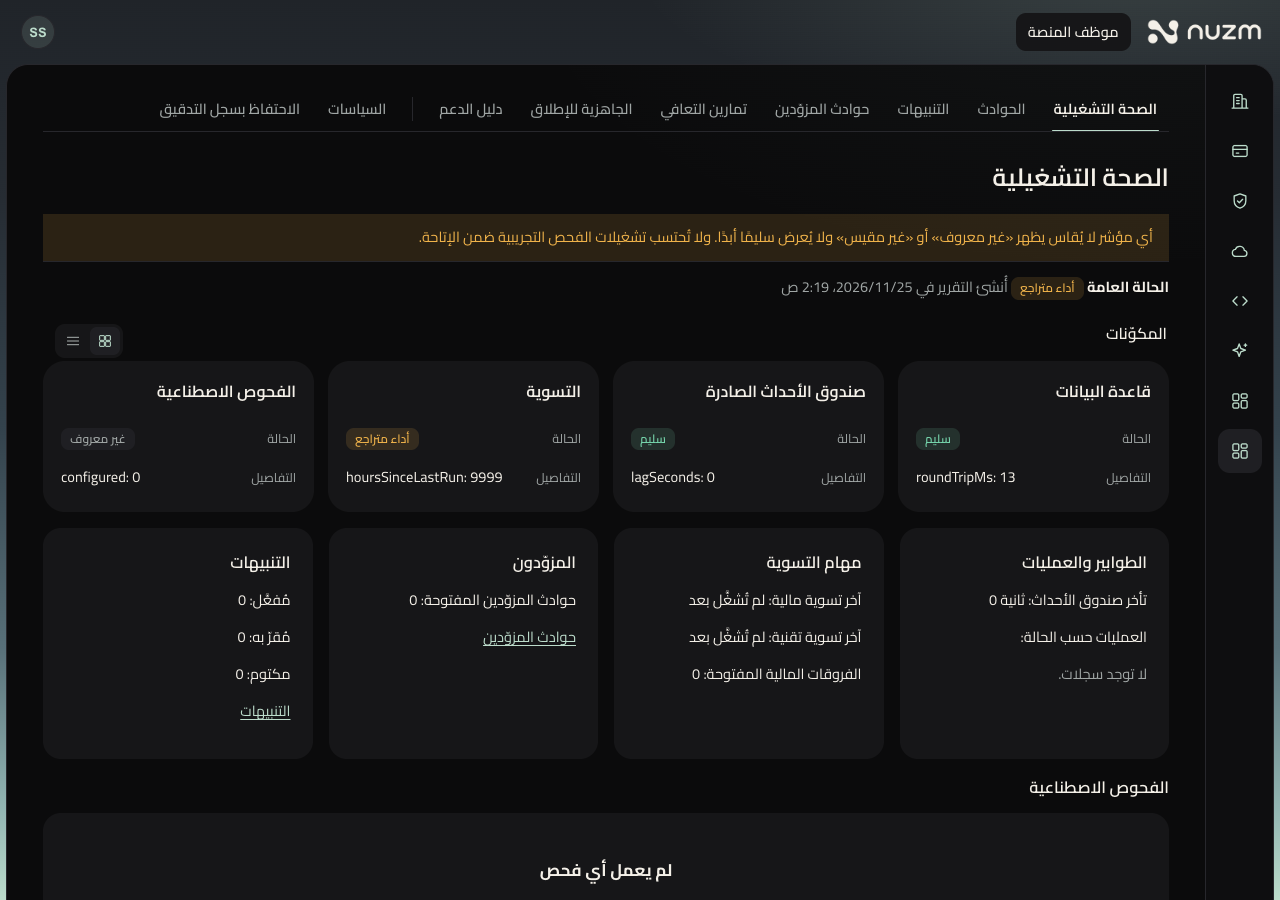 nuzm
موظف المنصة
SS
الصحة التشغيلية
الحوادث
التنبيهات
حوادث المزوّدين
تمارين التعافي
الجاهزية للإطلاق
دليل الدعم
السياسات
الاحتفاظ بسجل التدقيق
الصحة التشغيلية
أي مؤشر لا يُقاس يظهر «غير معروف» أو «غير مقيس» ولا يُعرض سليمًا أبدًا. ولا تُحتسب تشغيلات الفحص التجريبية ضمن الإتاحة.
الحالة العامة أداء متراجع أُنشئ التقرير في 2026/11/25، 2:19 ص
المكوّنات
قاعدة البيانات
الحالة سليم
التفاصيل roundTripMs: 13
صندوق الأحداث الصادرة
الحالة سليم
التفاصيل lagSeconds: 0
التسوية
الحالة أداء متراجع
التفاصيل hoursSinceLastRun: 9999
الفحوص الاصطناعية
الحالة غير معروف
التفاصيل configured: 0
الطوابير والعمليات
تأخر صندوق الأحداث: ثانية 0
العمليات حسب الحالة:
لا توجد سجلات.
مهام التسوية
آخر تسوية مالية: لم تُشغَّل بعد
آخر تسوية تقنية: لم تُشغَّل بعد
الفروقات المالية المفتوحة: 0
المزوّدون
حوادث المزوّدين المفتوحة: 0
حوادث المزوّدين
التنبيهات
مُفعَّل: 0
مُقرّ به: 0
مكتوم: 0
التنبيهات
الفحوص الاصطناعية
لم يعمل أي فحص